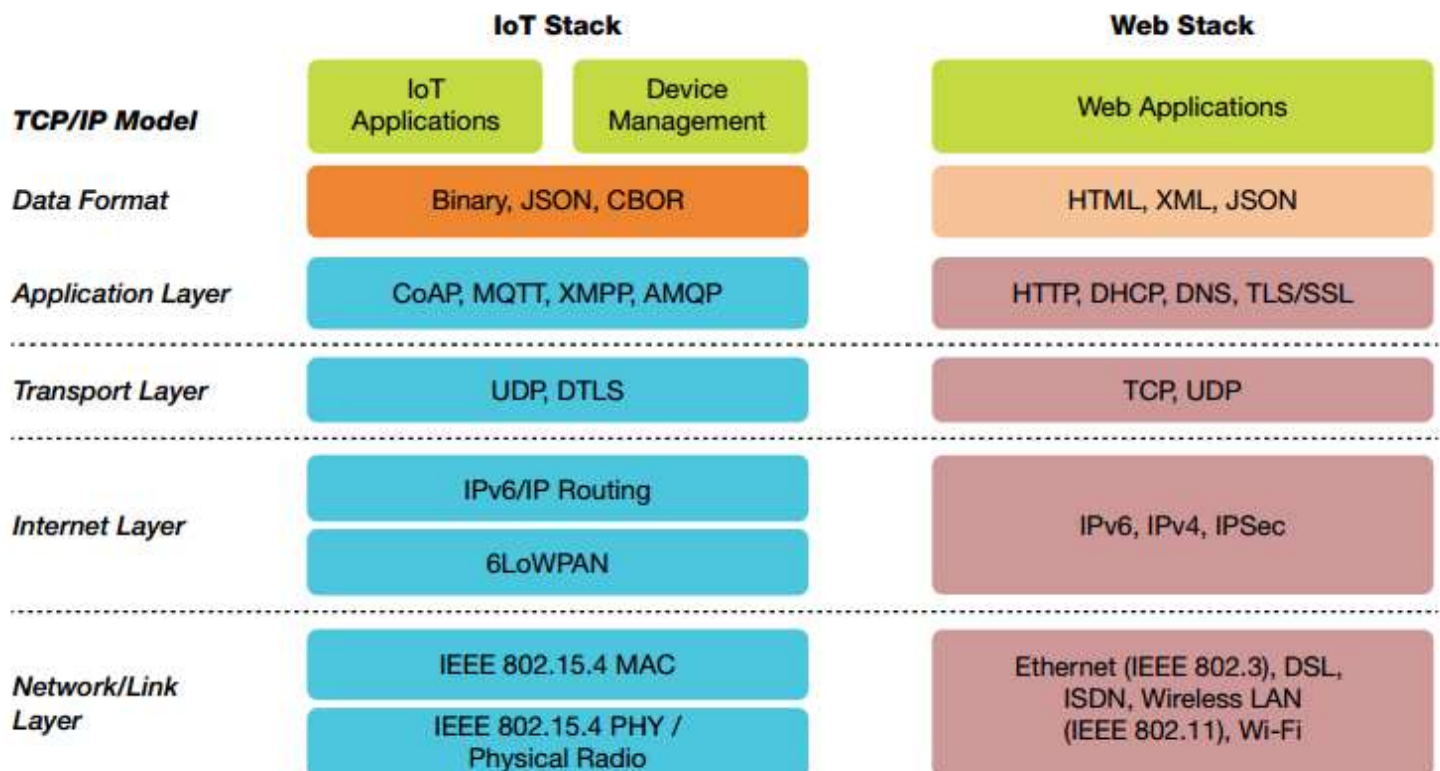 IoT Stack
Web Stack
TCP/IP Model
IoT
Applications
Device
Management
Web Applications
Data Format
Binary, JSON, CBOR
HTML, XML, JSON
Application Layer
CoAP, MQTT, XMPP, AMQP
HTTP, DHCP, DNS, TLS/SSL
Transport Layer
UDP, DTLS
TCP, UDP
Internet Layer
IPv6/IP Routing
6LoWPAN
IPv6, IPv4, IPSec
Network/Link
Layer
IEEE 802.15.4 MAC
IEEE 802.15.4 PHY /
Physical Radio
Ethernet (IEEE 802.3), DSL,
ISDN, Wireless LAN
(IEEE 802.11), Wi-Fi